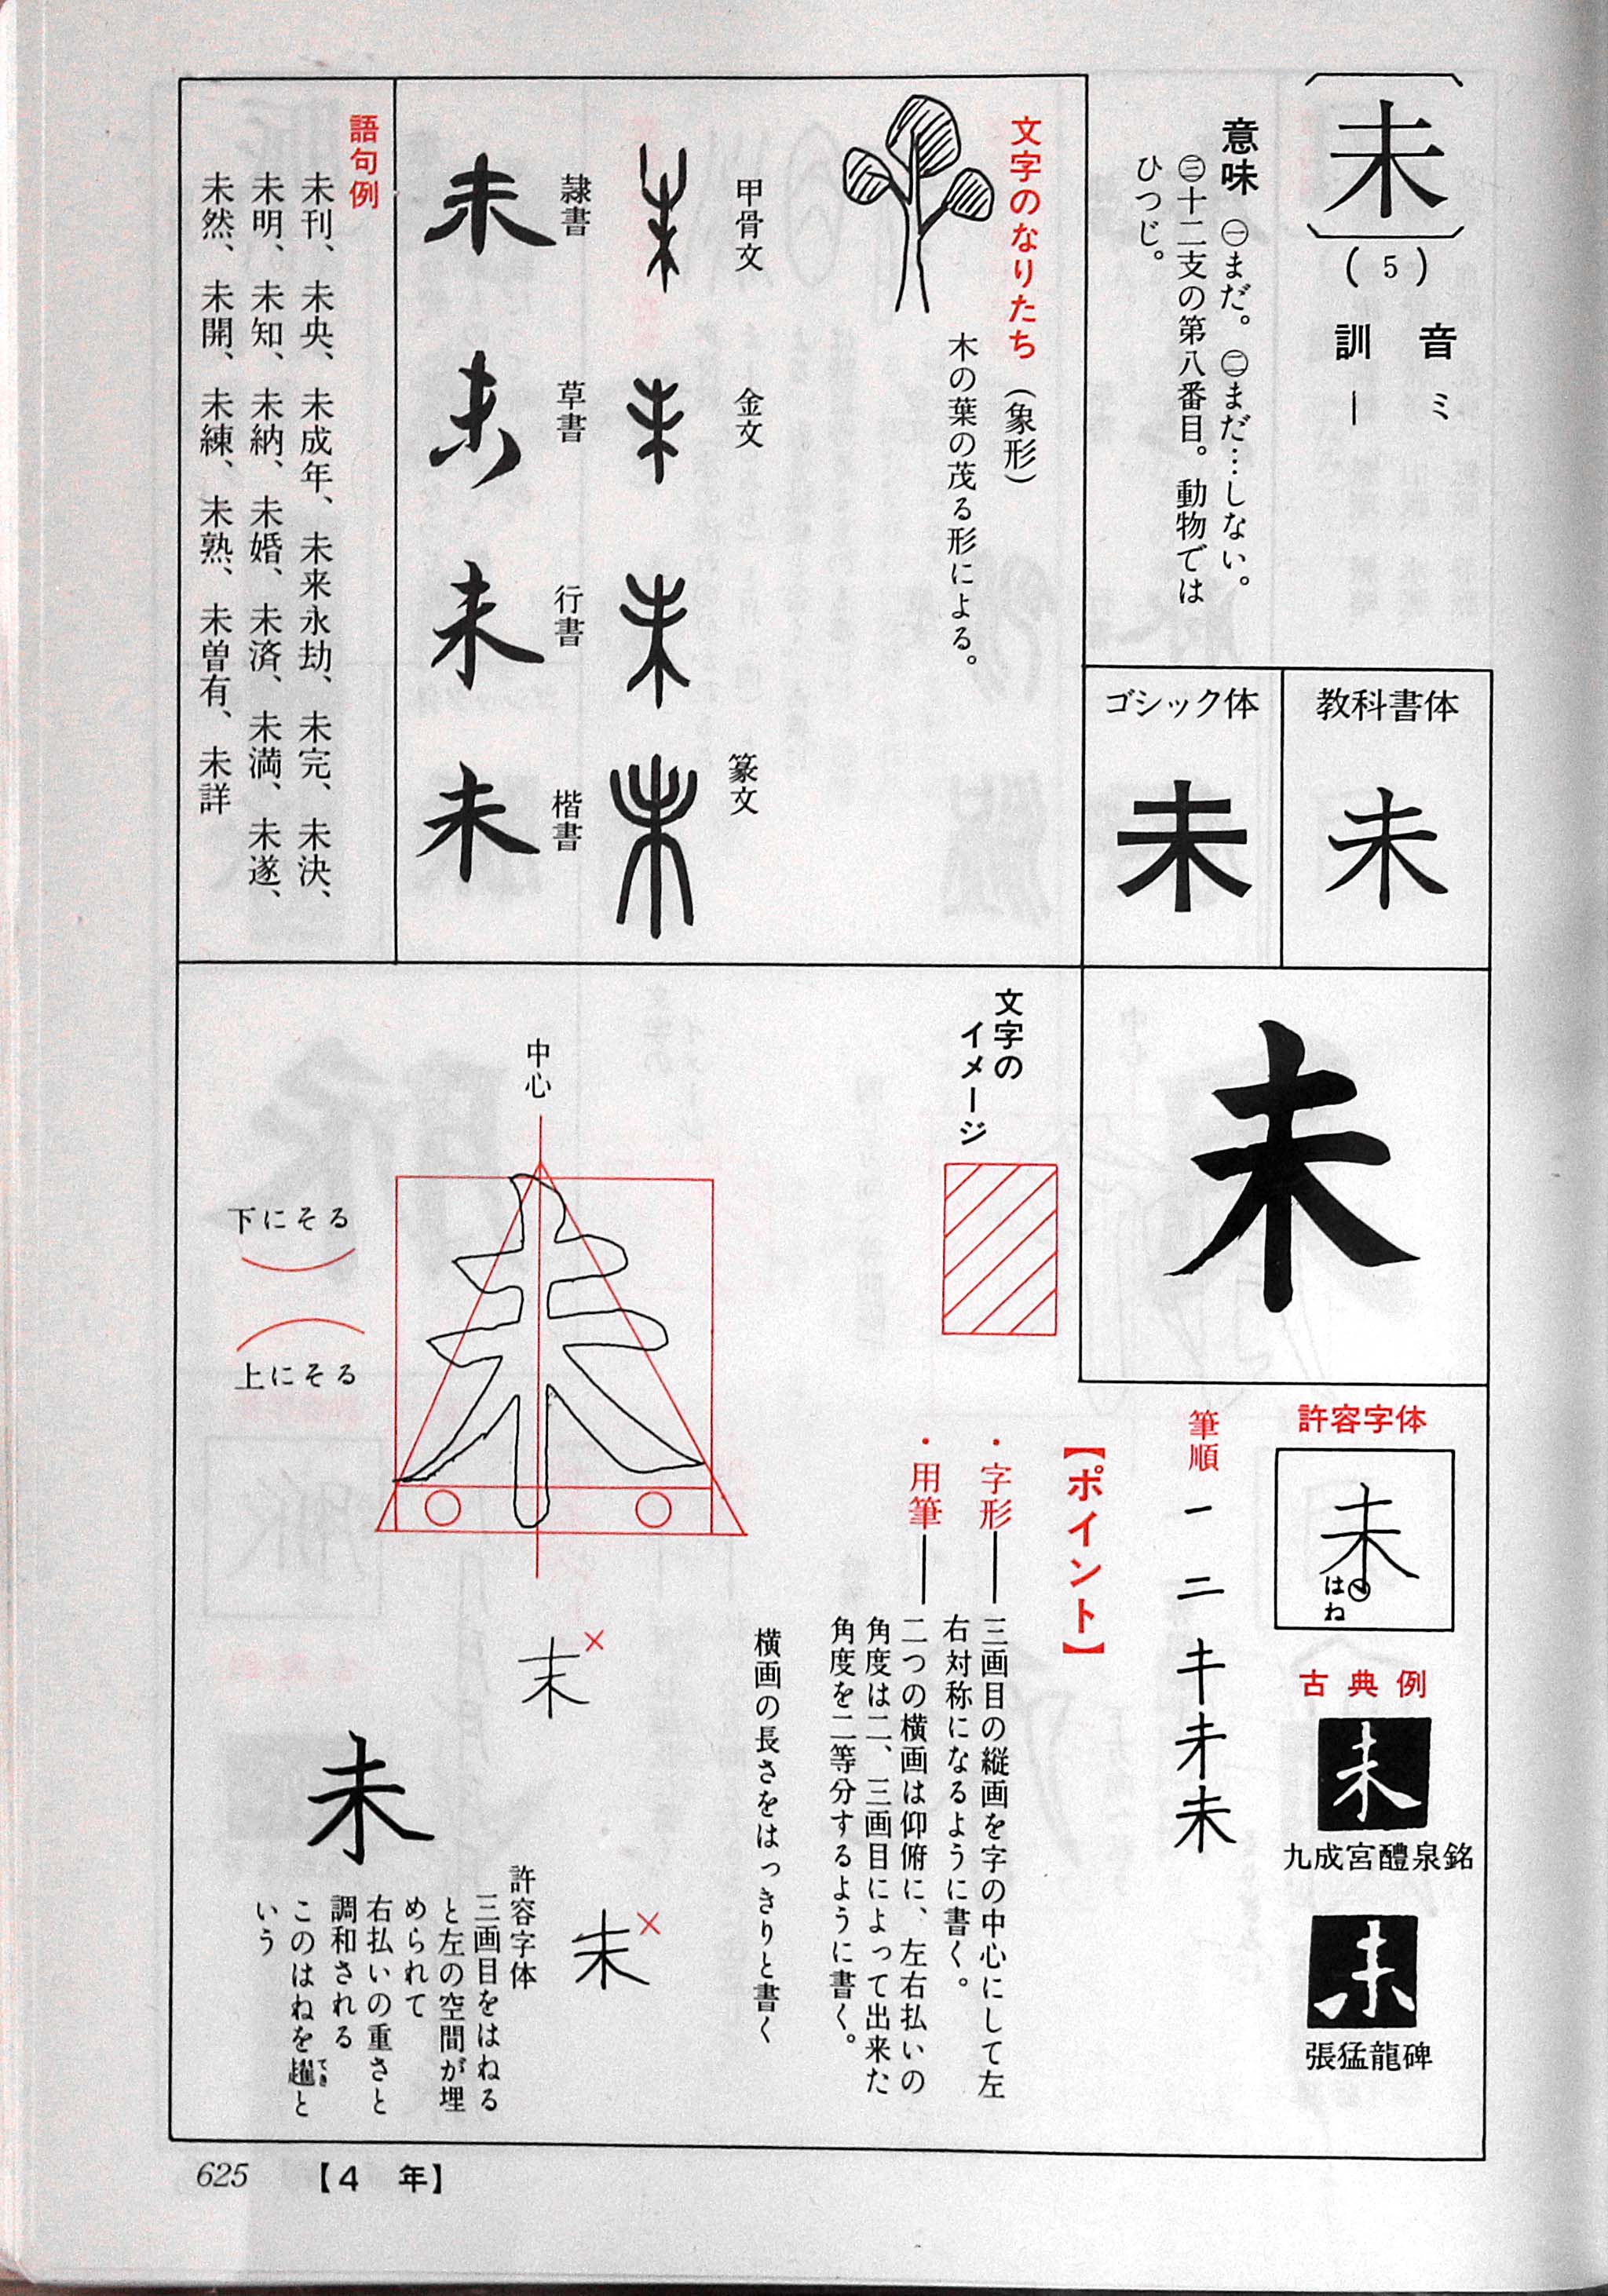 未
(5)
音 ミ
訓 ー
意味 ㊀まだ。㊁まだ…しない。
㊂十二支の第八番目。動物では
ひつじ。
教科書体
未
ゴシック体
未
文字のなりたち（象形）
木の葉の茂る形による。
甲骨文
金文
篆文
隷書
未
草書
未
行書
未
楷書
未
語句例
未刊、未央、未成年、未来永劫、未完、未決、
未明、未知、未納、未婚、未済、未満、未遂、
未然、未開、未練、未熟、未曽有、未詳
未
許容字体
未
はね
古典例
未
九成宮醴泉銘
未
張猛龍碑
筆順
一 二 キ 未
文字の
イメージ
【ポイント】
・字形——三画目の縦画を字の中心にして左
右対称になるように書く。
・用筆——二つの横画は仰俯に、左右払いの
角度は二、三画目によって出来た
角度を二等分するように書く。
中心
下にそる
上にそる
横画の長さをはっきりと書く
末
×
未
×
未
許容字体
三画目をはねる
と左の空間が埋
められて
右払いの重さと
調和される
このはねを趯てきと
いう
625
【4 年】